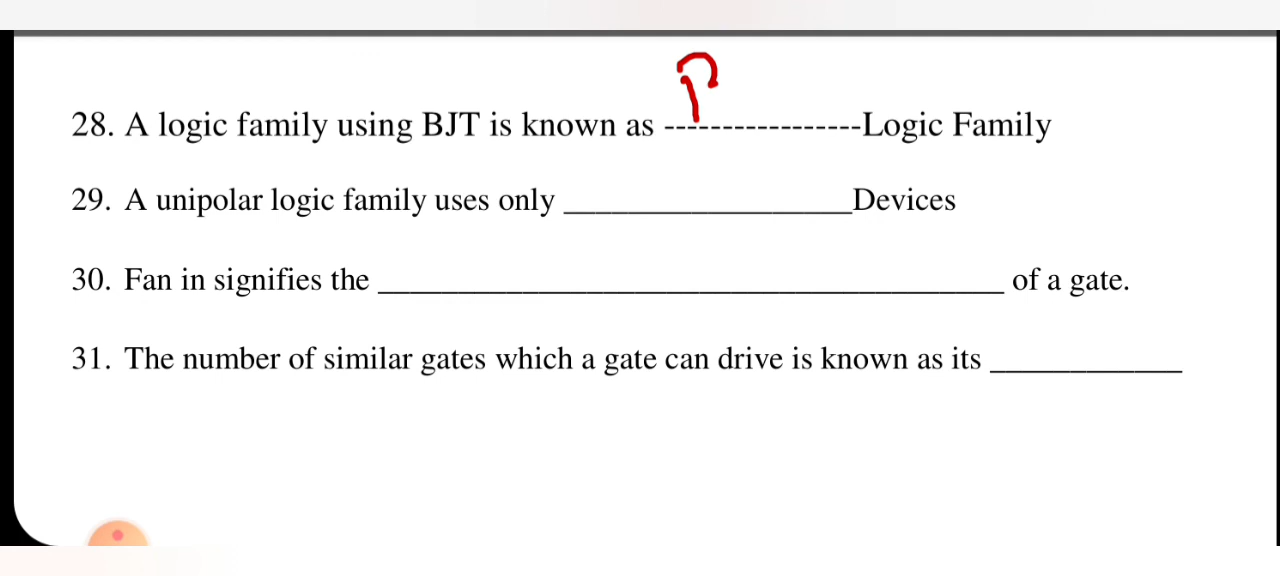 28. A logic family using BJT is known as -----------------Logic Family
29. A unipolar logic family uses only __________________Devices
30. Fan in signifies the _______________________________________ of a gate.
31. The number of similar gates which a gate can drive is known as its ____________